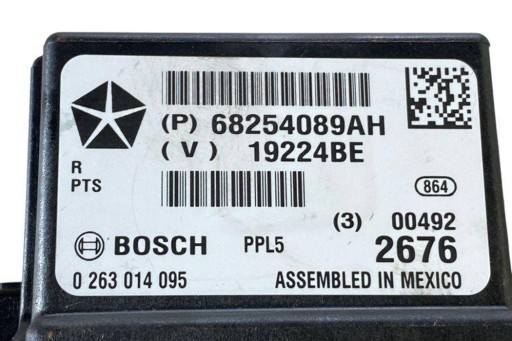 (P) 68254089AH
(V) 19224BE
R
PTS
864
(3) 00492
BOSCH PPL5 2676
0 263 014 095 ASSEMBLED IN MEXICO